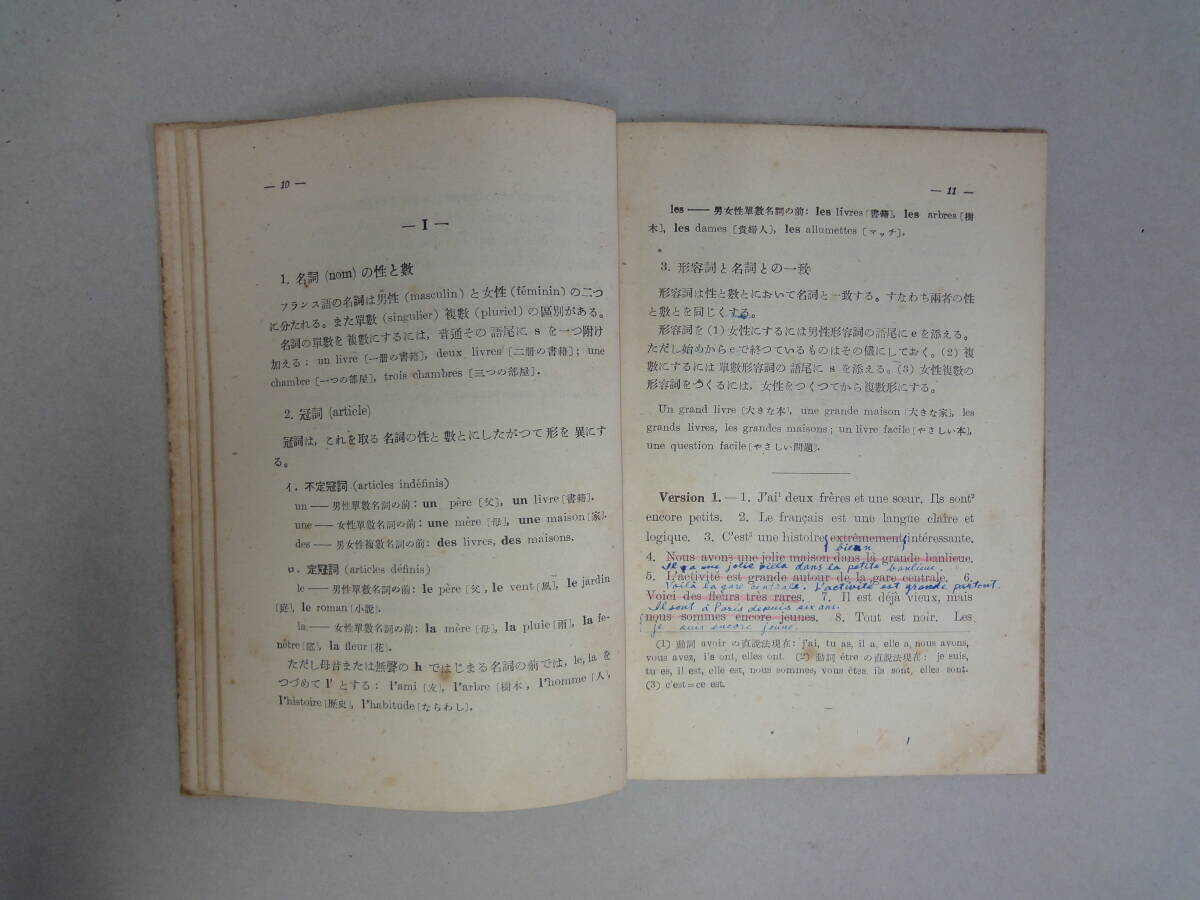 — 10 —
— I —
1. 名詞 (nom) の性と數
フランス語の名詞は男性 (masculin) と女性 (féminin) の二つ
に分たれる。また單數 (singulier) 複數 (pluriel) の區別がある。
名詞の單數を複數にするには，普通その語尾に s を一つ附け
加える： un livre〔一册の書籍〕, deux livres〔二册の書籍〕; une
chambre〔一つの部屋〕, trois chambres〔三つの部屋〕.
2. 冠詞 (article)
冠詞は，これを取る名詞の性と數とにしたがつて形を異にす
る。
イ. 不定冠詞 (articles indéfinis)
un —— 男性單數名詞の前： un père〔父〕, un livre〔書籍〕.
une —— 女性單數名詞の前： une mère〔母〕, une maison〔家〕.
des —— 男女性複數名詞の前： des livres, des maisons.
ロ. 定冠詞 (articles définis)
le —— 男性單數名詞の前： le père〔父〕, le vent〔風〕, le jardin
〔庭〕, le roman〔小説〕.
la —— 女性單數名詞の前： la mère〔母〕, la pluie〔雨〕, la fe-
nêtre〔窓〕, la fleur〔花〕.
ただし母音または無聲の h ではじまる名詞の前では, le, la を
つづめて l' とする： l'ami〔友〕, l'arbre〔樹木〕, l'homme〔人〕,
l'histoire〔歴史〕, l'habitude〔ならわし〕.
— 11 —
les —— 男女性單數名詞の前： les livres〔書籍〕, les arbres〔樹
木〕, les dames〔貴婦人〕, les allumettes〔マッチ〕.
3. 形容詞と名詞との一致
形容詞は性と數とにおいて名詞と一致する。すなわち兩者の性
と數とを同じくする。
形容詞を (1) 女性にするには男性形容詞の語尾に e を添える。
ただし始めから e で終つているものはその儘にしておく。(2) 複
數にするには單數形容詞の語尾に s を添える。(3) 女性複數の
形容詞をつくるには，女性をつくつてから複數形にする。
Un grand livre〔大きな本〕, une grande maison〔大きな家〕, les
grands livres, les grandes maisons; un livre facile〔やさしい本〕,
une question facile〔やさしい問題〕.
Version 1. — 1. J'ai¹ deux frères et une sœur. Ils sont²
encore petits. 2. Le français est une langue claire et
logique. 3. C'est³ une histoire extrêmement intéressante.
bien
4. Nous avons une jolie maison dans la grande banlieue.
Il y a une jolie villa dans la petite banlieue.
5. L'activité est grande autour de la gare centrale. 6.
Voilà la gare centrale. L'activité est grande partout.
Voici des fleurs très rares. 7. Il est déjà vieux, mais
Ils sont à Paris depuis six ans.
nous sommes encore jeunes. 8. Tout est noir. Les
je suis encore jeune.
(1) 動詞 avoir の直説法現在： j'ai, tu as, il a, elle a, nous avons,
vous avez, ils ont, elles ont. (2) 動詞 être の直説法現在： je suis,
tu es, il est, elle est, nous sommes, vous êtes, ils sont, elles sont.
(3) c'est = ce est.